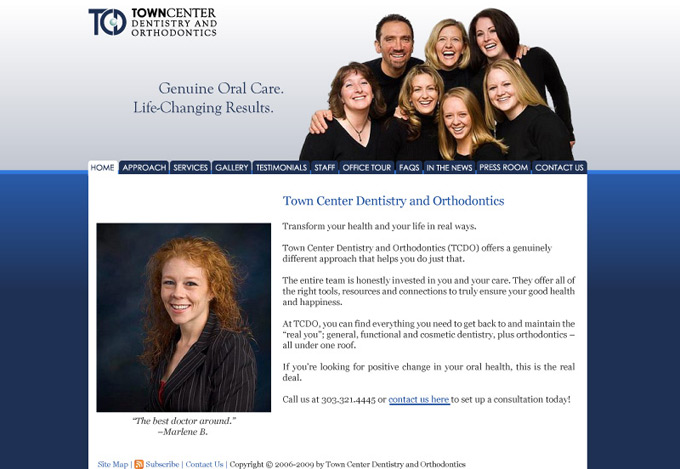 TCO TOWNCENTER
DENTISTRY AND
ORTHODONTICS
Genuine Oral Care.
Life-Changing Results.
HOME APPROACH SERVICES GALLERY TESTIMONIALS STAFF OFFICE TOUR FAQS IN THE NEWS PRESS ROOM CONTACT US
Town Center Dentistry and Orthodontics
Transform your health and your life in real ways.
Town Center Dentistry and Orthodontics (TCDO) offers a genuinely
different approach that helps you do just that.
The entire team is honestly invested in you and your care. They offer all of
the right tools, resources and connections to truly ensure your good health
and happiness.
At TCDO, you can find everything you need to get back to and maintain the
“real you”; general, functional and cosmetic dentistry, plus orthodontics –
all under one roof.
If you're looking for positive change in your oral health, this is the real
deal.
Call us at 303.321.4445 or contact us here to set up a consultation today!
“The best doctor around.”
–Marlene B.
Site Map | Subscribe | Contact Us | Copyright © 2006-2009 by Town Center Dentistry and Orthodontics